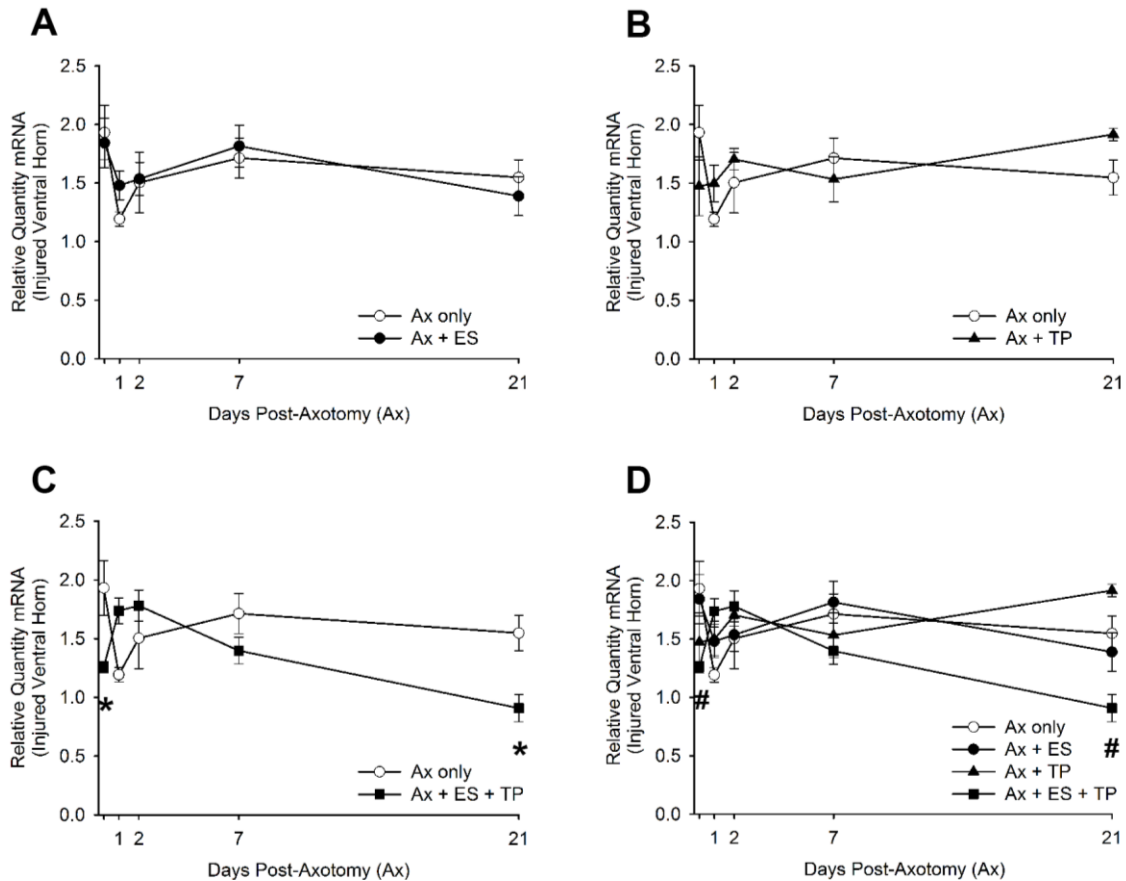 A
2.5
2.0
1.5
1.0
0.5
0.0
Relative Quantity mRNA
(Injured Ventral Horn)
Ax only
Ax + ES
1 2 7 21
Days Post-Axotomy (Ax)
B
2.5
2.0
1.5
1.0
0.5
0.0
Relative Quantity mRNA
(Injured Ventral Horn)
Ax only
Ax + TP
1 2 7 21
Days Post-Axotomy (Ax)
C
2.5
2.0
1.5
1.0
0.5
0.0
Relative Quantity mRNA
(Injured Ventral Horn)
* *
Ax only
Ax + ES + TP
1 2 7 21
Days Post-Axotomy (Ax)
D
2.5
2.0
1.5
1.0
0.5
0.0
Relative Quantity mRNA
(Injured Ventral Horn)
# #
Ax only
Ax + ES
Ax + TP
Ax + ES + TP
1 2 7 21
Days Post-Axotomy (Ax)